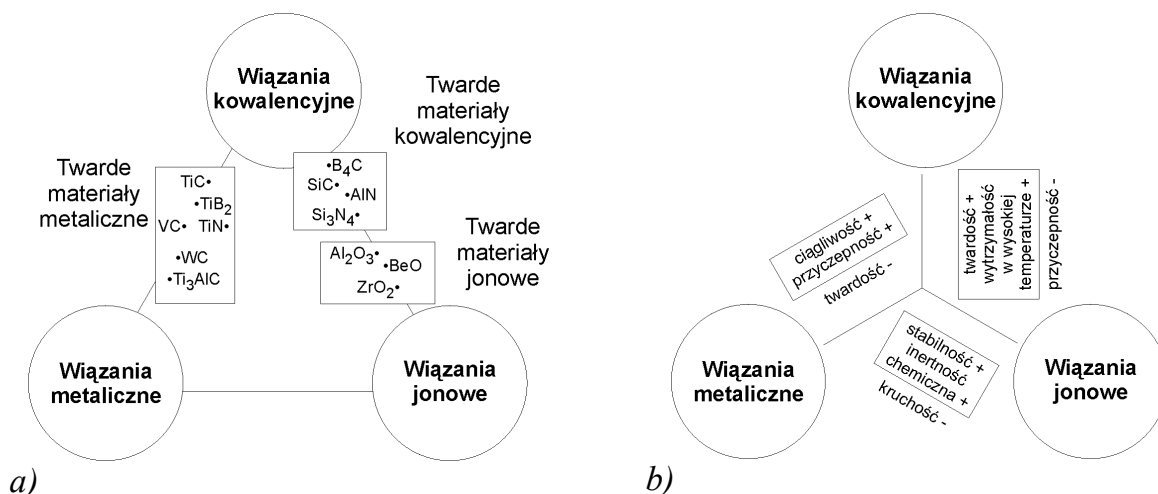 Wiązania
kowalencyjne
Twarde
materiały
kowalencyjne
Twarde
materiały
metaliczne
TiC•
•TiB₂
VC• TiN•
•WC
•Ti₃AlC
•B₄C
SiC•
•AlN
Si₃N₄•
Twarde
materiały
jonowe
Al₂O₃•
•BeO
ZrO₂•
Wiązania
metaliczne
Wiązania
jonowe
a)
Wiązania
kowalencyjne
ciągliwość +
przyczepność +
twardość -
twardość +
wytrzymałość
w wysokiej
temperaturze +
przyczepność -
stabilność +
inertność
chemiczna +
kruchość -
Wiązania
metaliczne
Wiązania
jonowe
b)